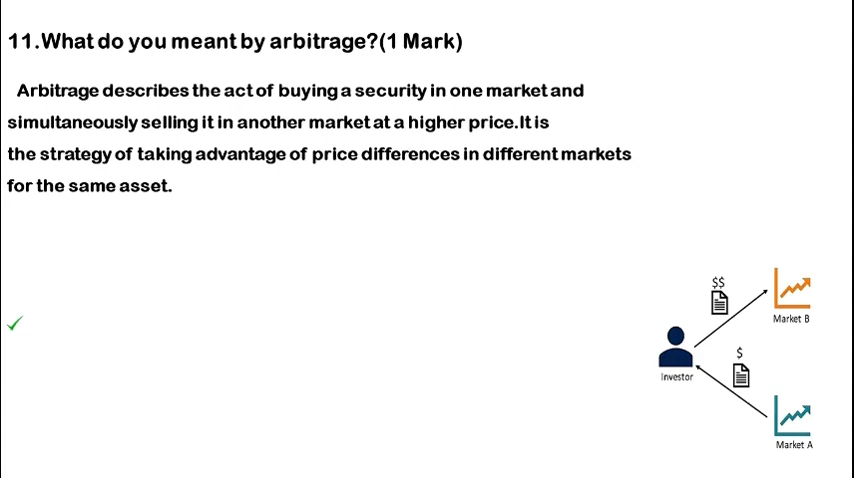 11.What do you meant by arbitrage?(1 Mark)
Arbitrage describes the act of buying a security in one market and
simultaneously selling it in another market at a higher price.It is
the strategy of taking advantage of price differences in different markets
for the same asset.
$$
Market B
$
Investor
Market A